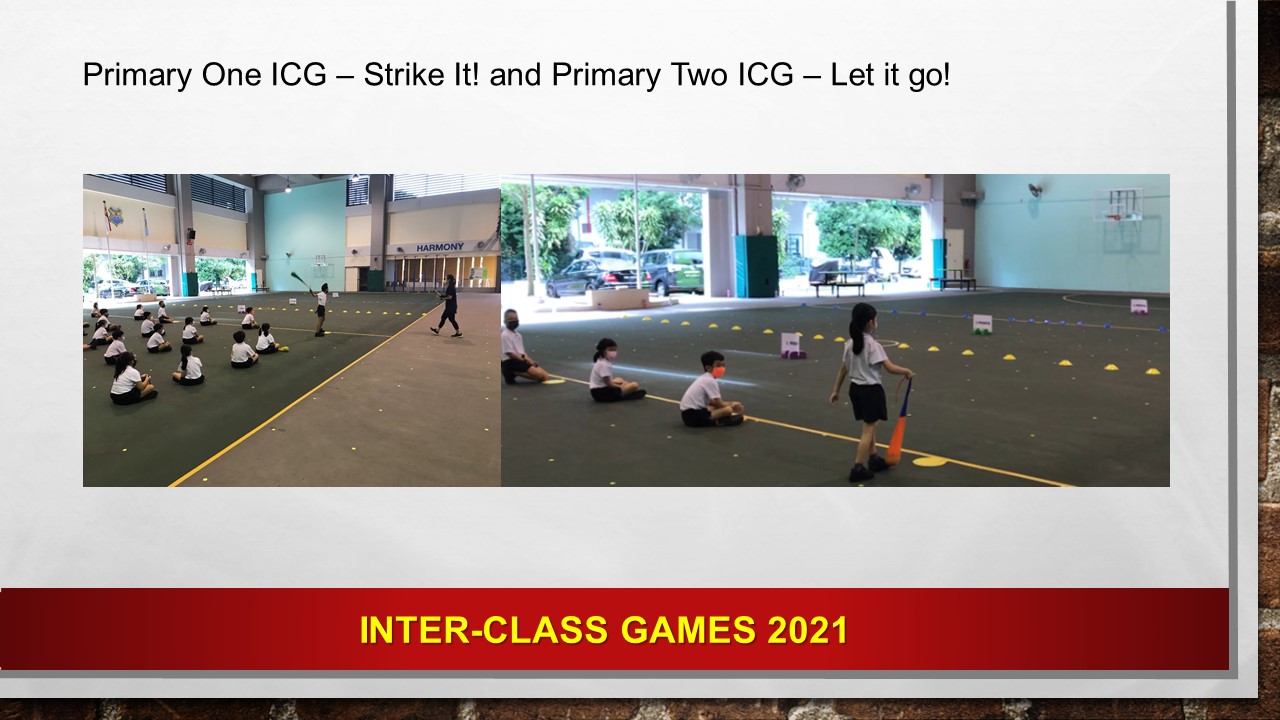 Primary One ICG – Strike It! and Primary Two ICG – Let it go!
HARMONY
INTER-CLASS GAMES 2021